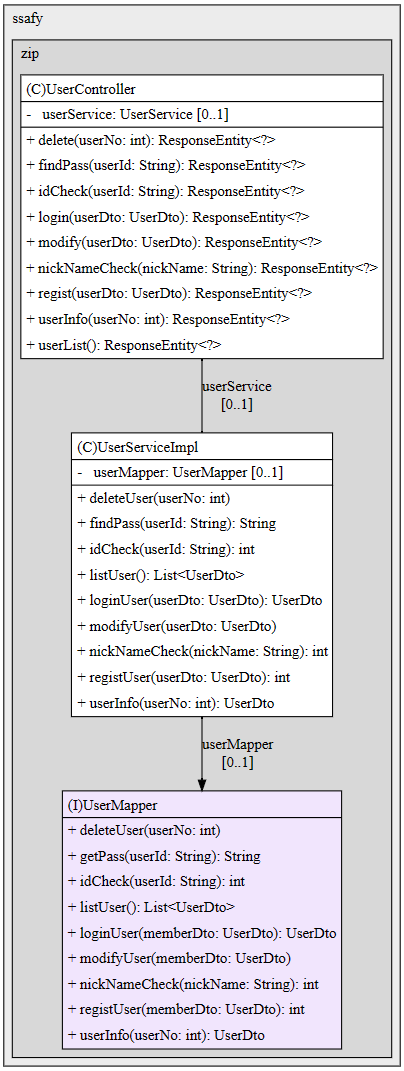 ssafy
zip
(C)UserController
- userService: UserService [0..1]
+ delete(userNo: int): ResponseEntity<?>
+ findPass(userId: String): ResponseEntity<?>
+ idCheck(userId: String): ResponseEntity<?>
+ login(userDto: UserDto): ResponseEntity<?>
+ modify(userDto: UserDto): ResponseEntity<?>
+ nickNameCheck(nickName: String): ResponseEntity<?>
+ regist(userDto: UserDto): ResponseEntity<?>
+ userInfo(userNo: int): ResponseEntity<?>
+ userList(): ResponseEntity<?>
userService
[0..1]
(C)UserServiceImpl
- userMapper: UserMapper [0..1]
+ deleteUser(userNo: int)
+ findPass(userId: String): String
+ idCheck(userId: String): int
+ listUser(): List<UserDto>
+ loginUser(userDto: UserDto): UserDto
+ modifyUser(userDto: UserDto)
+ nickNameCheck(nickName: String): int
+ registUser(userDto: UserDto): int
+ userInfo(userNo: int): UserDto
userMapper
[0..1]
(I)UserMapper
+ deleteUser(userNo: int)
+ getPass(userId: String): String
+ idCheck(userId: String): int
+ listUser(): List<UserDto>
+ loginUser(memberDto: UserDto): UserDto
+ modifyUser(memberDto: UserDto)
+ nickNameCheck(nickName: String): int
+ registUser(memberDto: UserDto): int
+ userInfo(userNo: int): UserDto